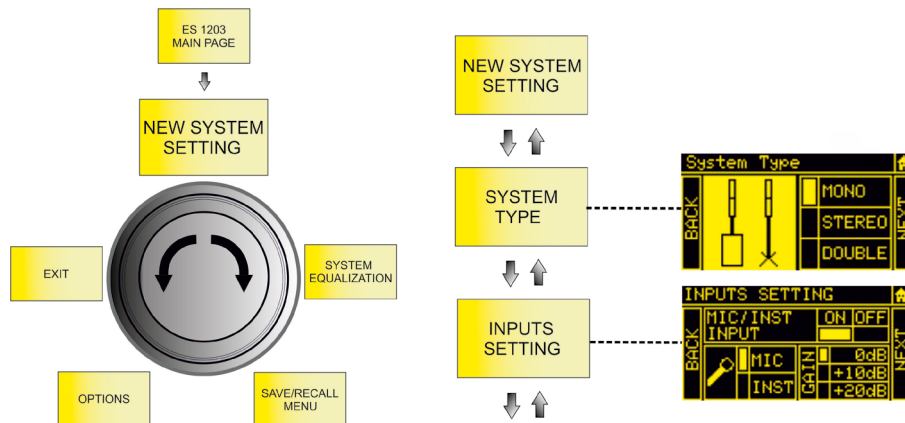 ES 1203
MAIN PAGE
NEW SYSTEM
SETTING
EXIT
SYSTEM
EQUALIZATION
OPTIONS
SAVE/RECALL
MENU
NEW SYSTEM
SETTING
SYSTEM
TYPE
INPUTS
SETTING
System Type
BACK
MONO
STEREO
DOUBLE
NEXT
INPUTS SETTING
BACK
MIC/INST
INPUT
ON OFF
MIC
INST
GAIN
0dB
+10dB
+20dB
NEXT